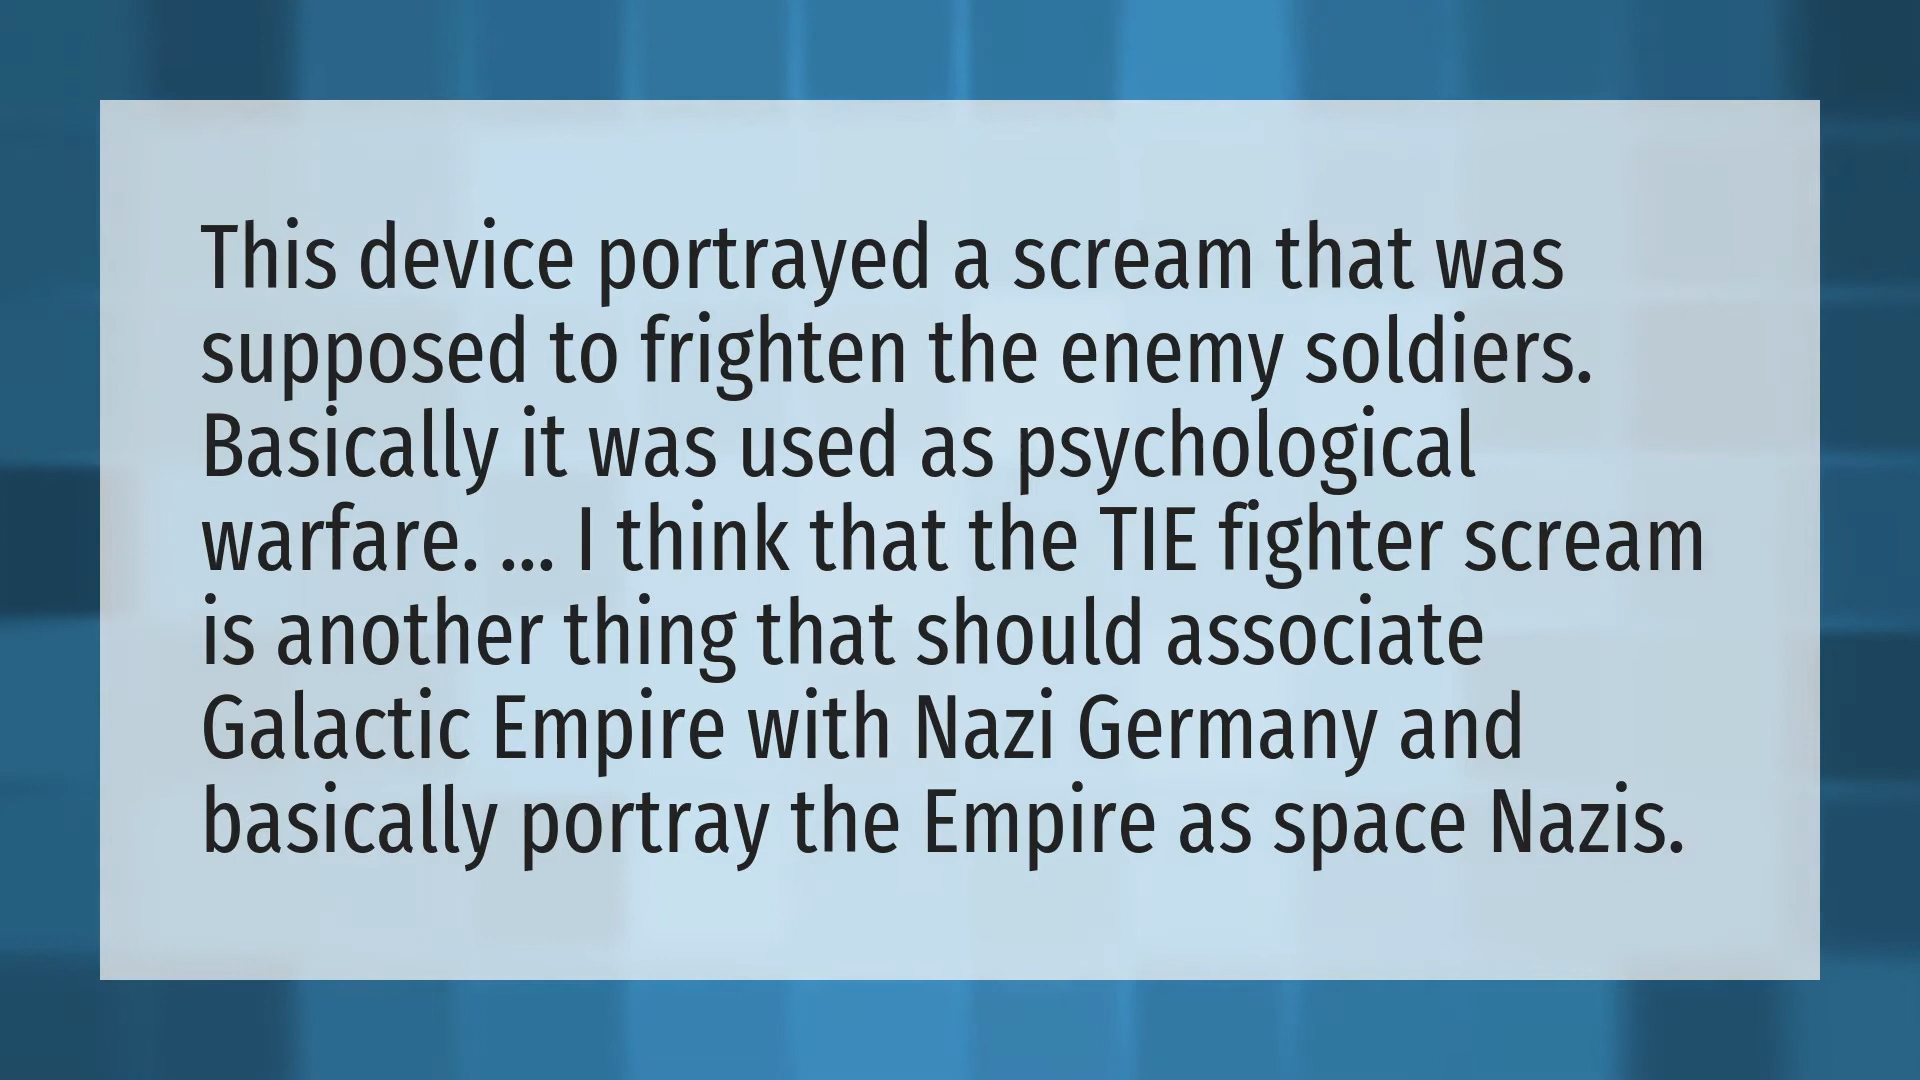 This device portrayed a scream that was
supposed to frighten the enemy soldiers.
Basically it was used as psychological
warfare. ... I think that the TIE fighter scream
is another thing that should associate
Galactic Empire with Nazi Germany and
basically portray the Empire as space Nazis.